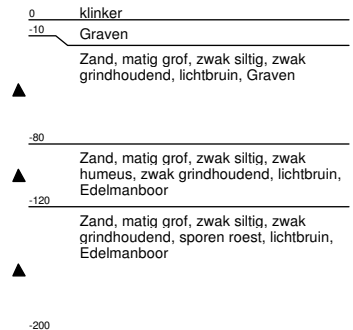 0 klinker
-10 Graven
Zand, matig grof, zwak siltig, zwak
grindhoudend, lichtbruin, Graven
-80
Zand, matig grof, zwak siltig, zwak
humeus, zwak grindhoudend, lichtbruin,
Edelmanboor
-120
Zand, matig grof, zwak siltig, zwak
grindhoudend, sporen roest, lichtbruin,
Edelmanboor
-200